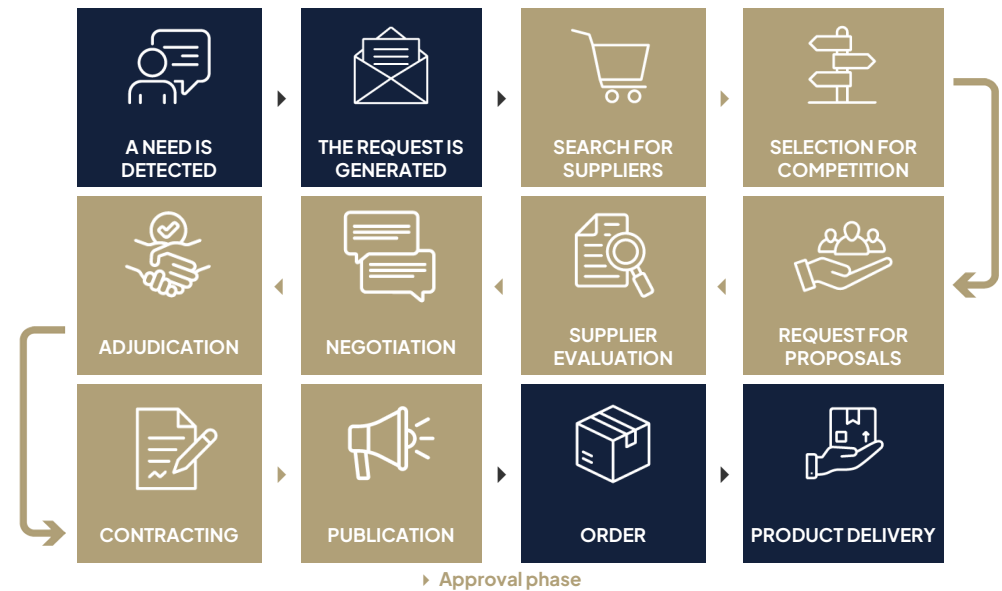 A NEED IS
DETECTED
THE REQUEST IS
GENERATED
SEARCH FOR
SUPPLIERS
SELECTION FOR
COMPETITION
REQUEST FOR
PROPOSALS
SUPPLIER
EVALUATION
NEGOTIATION
ADJUDICATION
CONTRACTING
PUBLICATION
ORDER
PRODUCT DELIVERY
Approval phase